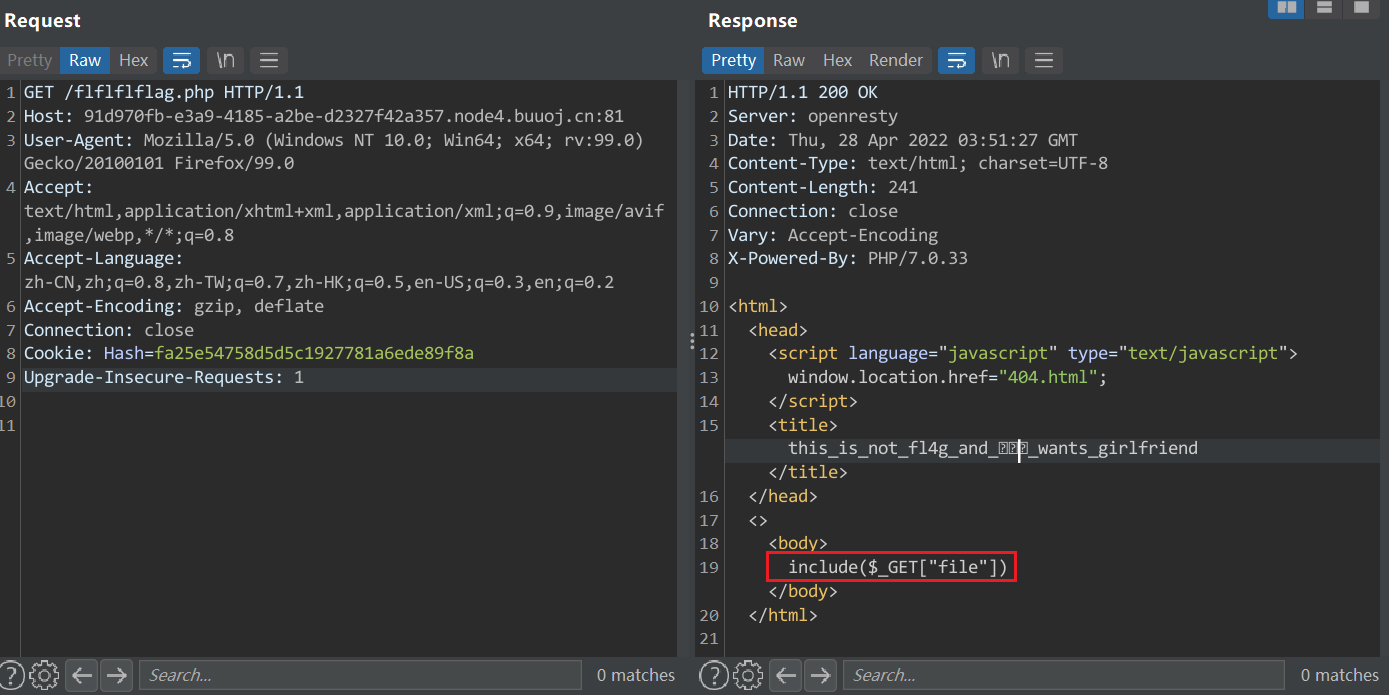 Request
Pretty Raw Hex \n
1 GET /flflflflag.php HTTP/1.1
2 Host: 91d970fb-e3a9-4185-a2be-d2327f42a357.node4.buuoj.cn:81
3 User-Agent: Mozilla/5.0 (Windows NT 10.0; Win64; x64; rv:99.0)
Gecko/20100101 Firefox/99.0
4 Accept:
text/html,application/xhtml+xml,application/xml;q=0.9,image/avif
,image/webp,*/*;q=0.8
5 Accept-Language:
zh-CN,zh;q=0.8,zh-TW;q=0.7,zh-HK;q=0.5,en-US;q=0.3,en;q=0.2
6 Accept-Encoding: gzip, deflate
7 Connection: close
8 Cookie: Hash=fa25e54758d5d5c1927781a6ede89f8a
9 Upgrade-Insecure-Requests: 1
10
11
? Search... 0 matches
Response
Pretty Raw Hex Render \n
1 HTTP/1.1 200 OK
2 Server: openresty
3 Date: Thu, 28 Apr 2022 03:51:27 GMT
4 Content-Type: text/html; charset=UTF-8
5 Content-Length: 241
6 Connection: close
7 Vary: Accept-Encoding
8 X-Powered-By: PHP/7.0.33
9
10 <html>
11 <head>
12 <script language="javascript" type="text/javascript">
13 window.location.href="404.html";
14 </script>
15 <title>
this_is_not_fl4g_and_ _wants_girlfriend
</title>
16 </head>
17 <>
18 <body>
19 include($_GET["file"])
</body>
20 </html>
21
? Search... 0 matches